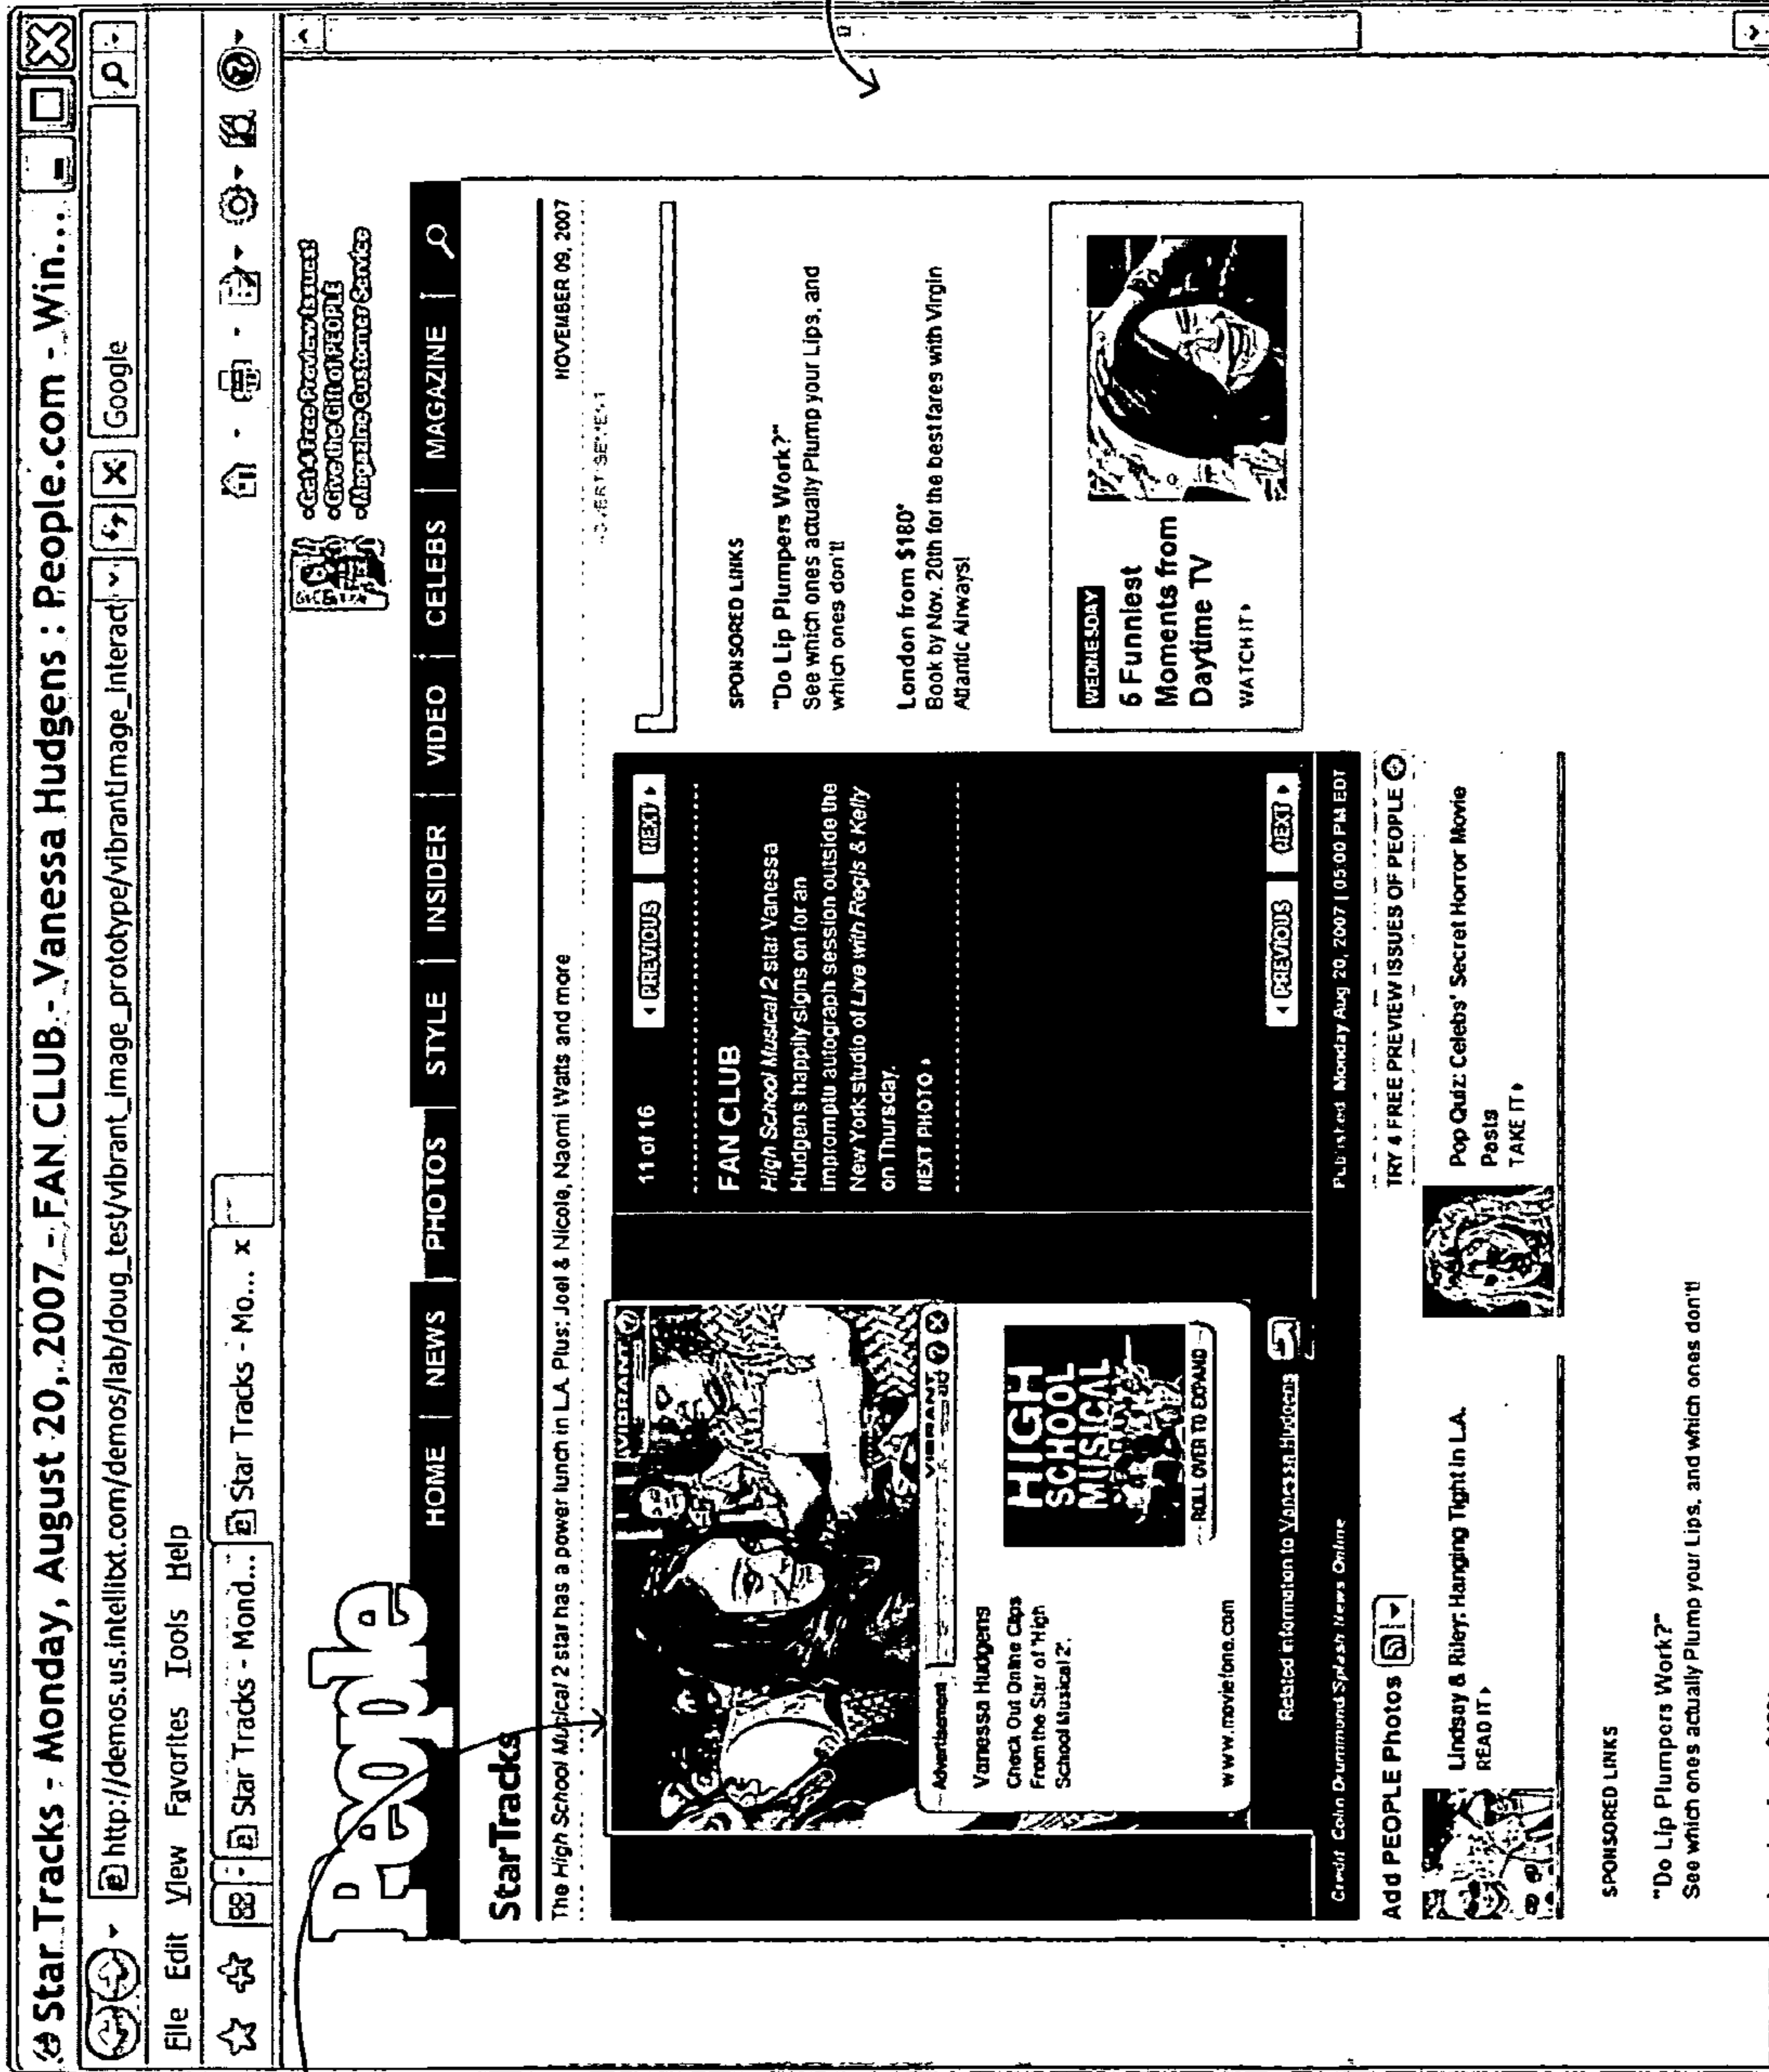 Star Tracks - Monday, August 20, 2007 - FAN CLUB - Vanessa Hudgens : People.com - Win...
http://demos.us.intellitxt.com/demos/lab/doug_test/vibrant_image_prototype/vibrantImage_interact
Google
File Edit View Favorites Tools Help
Star Tracks - Mond...
Star Tracks - Mo... x
People
Get 4 Free Preview Issues!
Give the Gift of PEOPLE
Magazine Customer Service
HOME NEWS PHOTOS STYLE INSIDER VIDEO CELEBS MAGAZINE
StarTracks
The High School Musical 2 star has a power lunch in L.A. Plus: Joel & Nicole, Naomi Watts and more
NOVEMBER 09, 2007
ADVERTISEMENT
VIBRANT ?
Advertisement
VIBRANT ad ? X
Vanessa Hudgens
Check Out Online Clips
From the Star of 'High
School Musical 2'.
www.moviefone.com
HIGH
SCHOOL
MUSICAL
ROLL OVER TO EXPAND
Related information to Vanessa Hudgens
Credit Colin Drummond Splash News Online
11 of 16
PREVIOUS NEXT
FAN CLUB
High School Musical 2 star Vanessa
Hudgens happily signs on for an
impromptu autograph session outside the
New York studio of Live with Regis & Kelly
on Thursday.
NEXT PHOTO
PREVIOUS NEXT
Published Monday Aug 20, 2007 | 05:00 PM EDT
Add PEOPLE Photos
TRY 4 FREE PREVIEW ISSUES OF PEOPLE
Lindsay & Riley: Hanging Tight in L.A.
READ IT
Pop Quiz: Celebs' Secret Horror Movie
Pasts
TAKE IT
SPONSORED LINKS
"Do Lip Plumpers Work?"
See which ones actually Plump your Lips, and which ones don't!
SPONSORED LINKS
"Do Lip Plumpers Work?"
See which ones actually Plump your Lips, and
which ones don't!
London from $180*
Book by Nov. 20th for the best fares with Virgin
Atlantic Airways!
WEDNESDAY
6 Funniest
Moments from
Daytime TV
WATCH IT